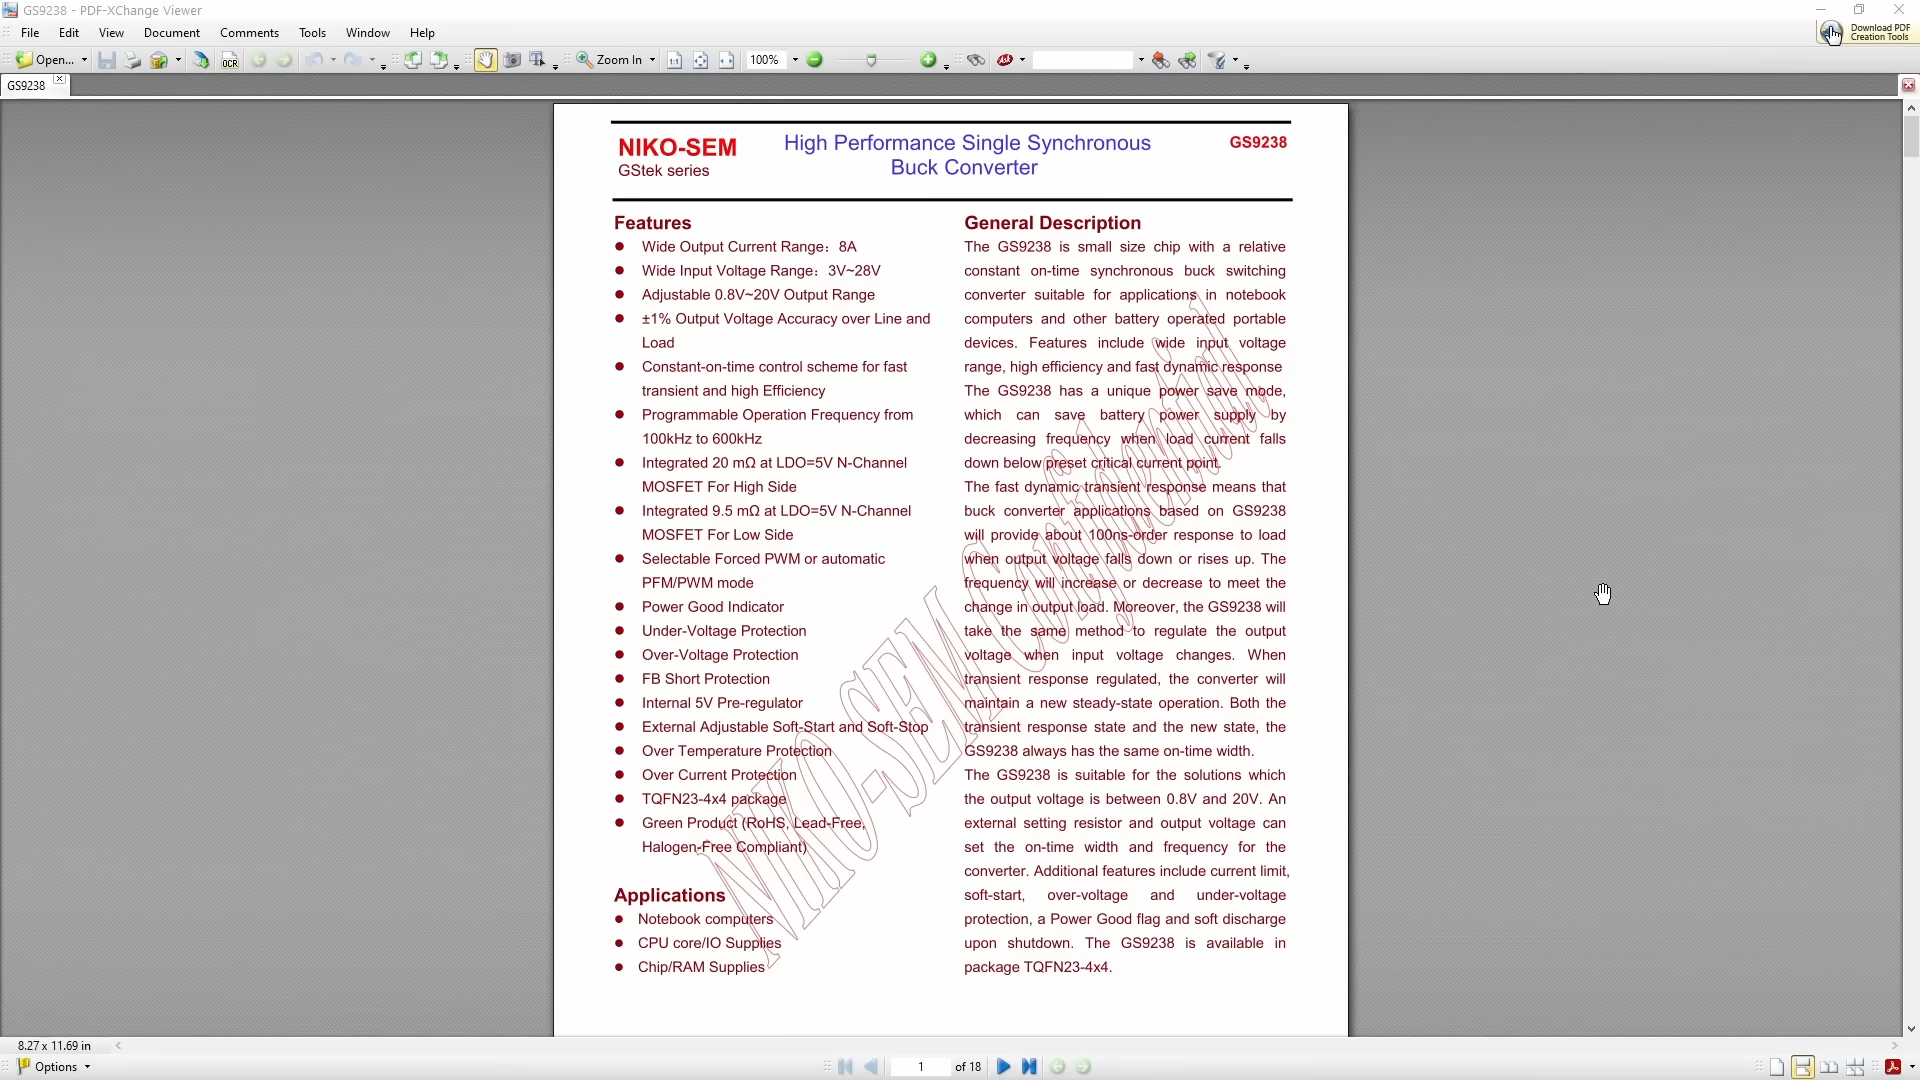 GS9238 - PDF-XChange Viewer
File Edit View Document Comments Tools Window Help
Download PDF
Creation Tools
Open... OCR Zoom In 100%
GS9238
NIKO-SEM
GStek series
High Performance Single Synchronous
Buck Converter
GS9238
Features
Wide Output Current Range：8A
Wide Input Voltage Range：3V~28V
Adjustable 0.8V~20V Output Range
±1% Output Voltage Accuracy over Line and
Load
Constant-on-time control scheme for fast
transient and high Efficiency
Programmable Operation Frequency from
100kHz to 600kHz
Integrated 20 mΩ at LDO=5V N-Channel
MOSFET For High Side
Integrated 9.5 mΩ at LDO=5V N-Channel
MOSFET For Low Side
Selectable Forced PWM or automatic
PFM/PWM mode
Power Good Indicator
Under-Voltage Protection
Over-Voltage Protection
FB Short Protection
Internal 5V Pre-regulator
External Adjustable Soft-Start and Soft-Stop
Over Temperature Protection
Over Current Protection
TQFN23-4x4 package
Green Product (RoHS, Lead-Free,
Halogen-Free Compliant)
Applications
Notebook computers
CPU core/IO Supplies
Chip/RAM Supplies
General Description
The GS9238 is small size chip with a relative
constant on-time synchronous buck switching
converter suitable for applications in notebook
computers and other battery operated portable
devices. Features include wide input voltage
range, high efficiency and fast dynamic response
The GS9238 has a unique power save mode,
which can save battery power supply by
decreasing frequency when load current falls
down below preset critical current point.
The fast dynamic transient response means that
buck converter applications based on GS9238
will provide about 100ns-order response to load
when output voltage falls down or rises up. The
frequency will increase or decrease to meet the
change in output load. Moreover, the GS9238 will
take the same method to regulate the output
voltage when input voltage changes. When
transient response regulated, the converter will
maintain a new steady-state operation. Both the
transient response state and the new state, the
GS9238 always has the same on-time width.
The GS9238 is suitable for the solutions which
the output voltage is between 0.8V and 20V. An
external setting resistor and output voltage can
set the on-time width and frequency for the
converter. Additional features include current limit,
soft-start, over-voltage and under-voltage
protection, a Power Good flag and soft discharge
upon shutdown. The GS9238 is available in
package TQFN23-4x4.
NIKO-SEM Confidential
8.27 x 11.69 in
Options 1 of 18